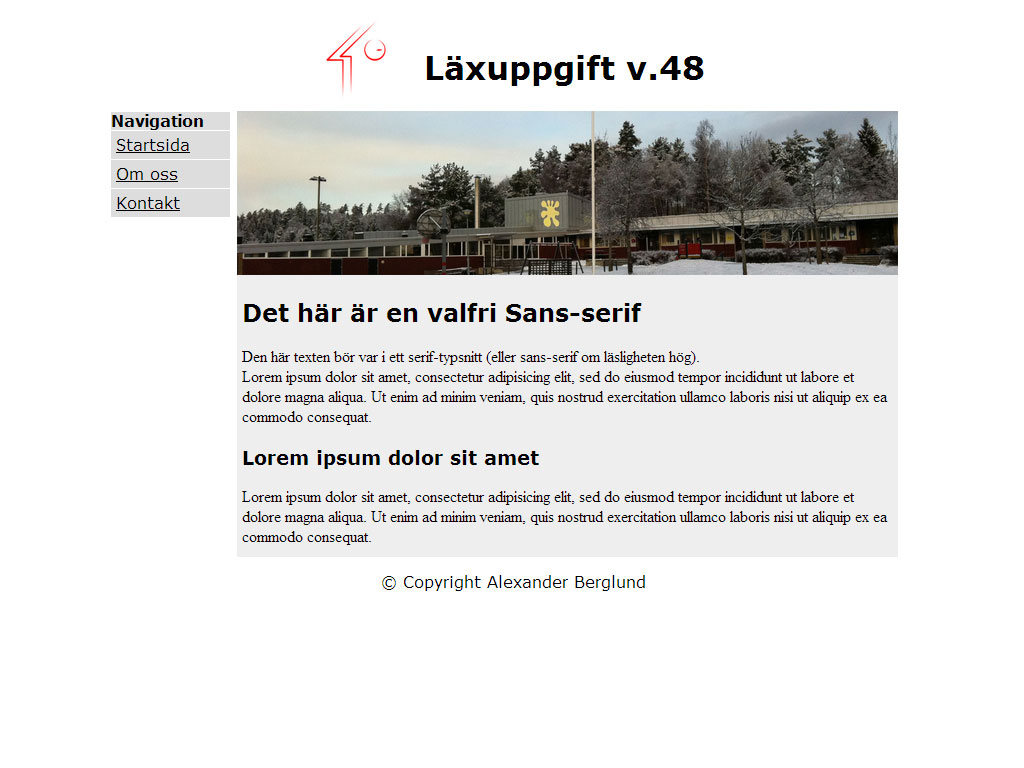 Läxuppgift v.48
Navigation
Startsida
Om oss
Kontakt
Det här är en valfri Sans-serif
Den här texten bör var i ett serif-typsnitt (eller sans-serif om läsligheten hög).
Lorem ipsum dolor sit amet, consectetur adipisicing elit, sed do eiusmod tempor incididunt ut labore et
dolore magna aliqua. Ut enim ad minim veniam, quis nostrud exercitation ullamco laboris nisi ut aliquip ex ea
commodo consequat.
Lorem ipsum dolor sit amet
Lorem ipsum dolor sit amet, consectetur adipisicing elit, sed do eiusmod tempor incididunt ut labore et
dolore magna aliqua. Ut enim ad minim veniam, quis nostrud exercitation ullamco laboris nisi ut aliquip ex ea
commodo consequat.
© Copyright Alexander Berglund